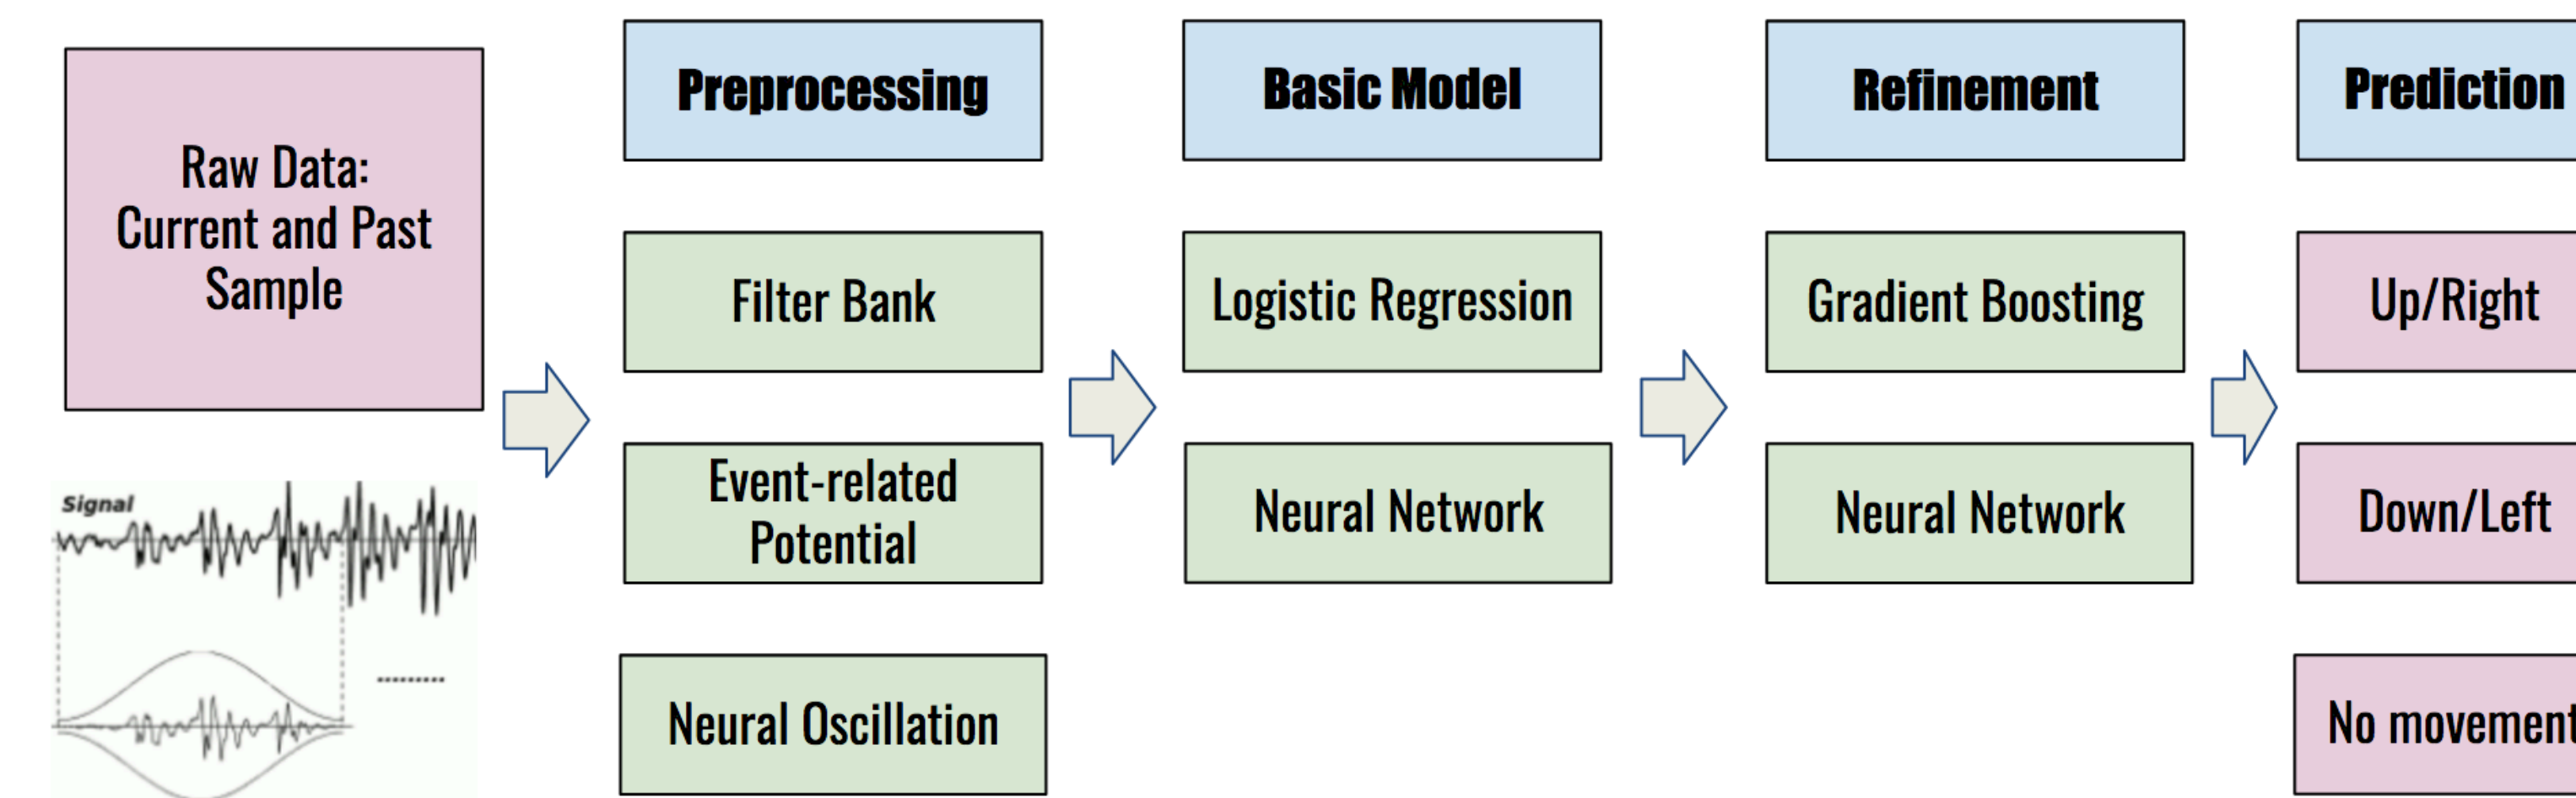 Raw Data:
Current and Past
Sample
Signal
Preprocessing
Filter Bank
Event-related
Potential
Neural Oscillation
Basic Model
Logistic Regression
Neural Network
Refinement
Gradient Boosting
Neural Network
Prediction
Up/Right
Down/Left
No movement